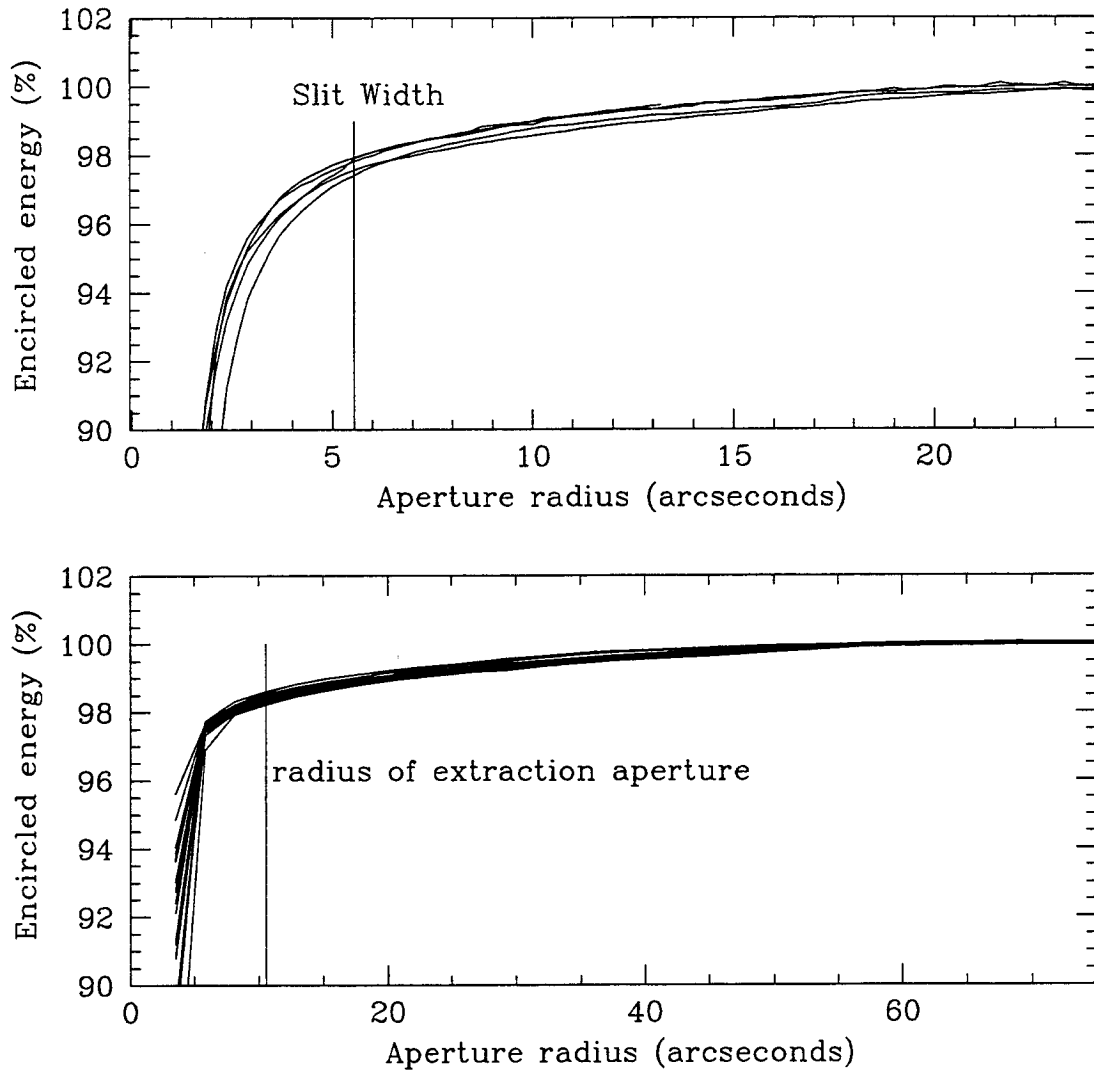 102
100
98
96
94
92
90
Encircled energy (%)
Slit Width
0 5 10 15 20
Aperture radius (arcseconds)
102
100
98
96
94
92
90
Encircled energy (%)
radius of extraction aperture
0 20 40 60
Aperture radius (arcseconds)